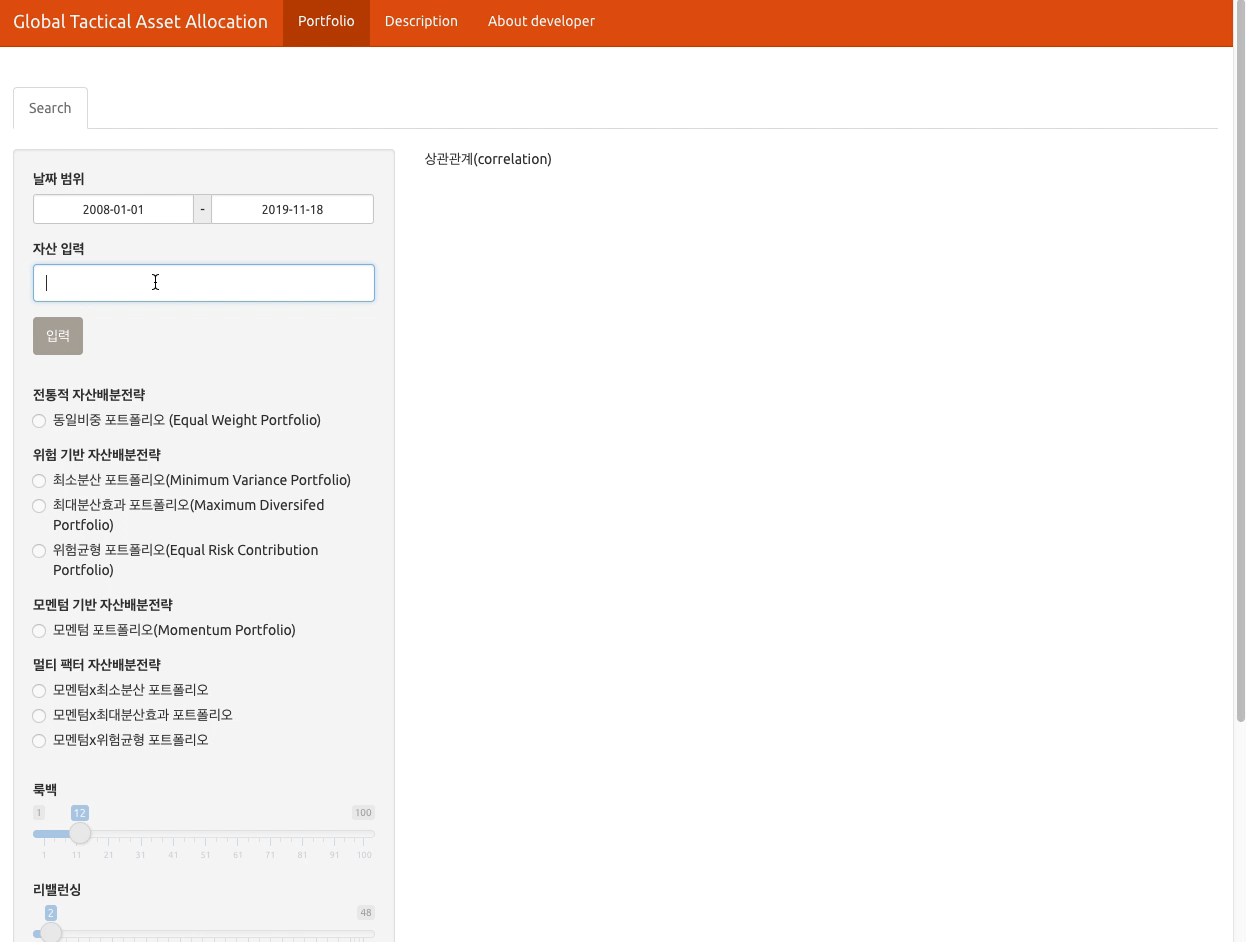 Global Tactical Asset Allocation Portfolio Description About developer
Search
날짜 범위
2008-01-01 - 2019-11-18
자산 입력
입력
전통적 자산배분전략
동일비중 포트폴리오 (Equal Weight Portfolio)
위험 기반 자산배분전략
최소분산 포트폴리오(Minimum Variance Portfolio)
최대분산효과 포트폴리오(Maximum Diversifed
Portfolio)
위험균형 포트폴리오(Equal Risk Contribution
Portfolio)
모멘텀 기반 자산배분전략
모멘텀 포트폴리오(Momentum Portfolio)
멀티 팩터 자산배분전략
모멘텀x최소분산 포트폴리오
모멘텀x최대분산효과 포트폴리오
모멘텀x위험균형 포트폴리오
룩백
1 12 100
1 11 21 31 41 51 61 71 81 91 100
리밸런싱
2 48
상관관계(correlation)